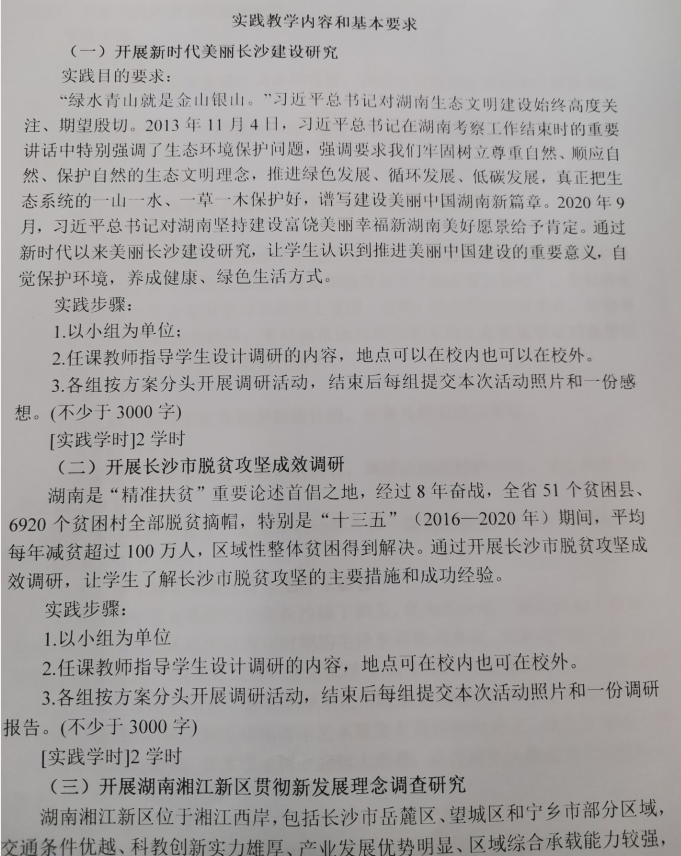 实践教学内容和基本要求
（一）开展新时代美丽长沙建设研究
实践目的要求：
“绿水青山就是金山银山。”习近平总书记对湖南生态文明建设始终高度关
注、期望殷切。2013 年 11 月 4 日，习近平总书记在湖南考察工作结束时的重要
讲话中特别强调了生态环境保护问题，强调要求我们牢固树立尊重自然、顺应自
然、保护自然的生态文明理念，推进绿色发展、循环发展、低碳发展，真正把生
态系统的一山一水、一草一木保护好，谱写建设美丽中国湖南新篇章。2020 年 9
月，习近平总书记对湖南坚持建设富饶美丽幸福新湖南美好愿景给予肯定。通过
新时代以来美丽长沙建设研究，让学生认识到推进美丽中国建设的重要意义，自
觉保护环境，养成健康、绿色生活方式。
实践步骤：
1.以小组为单位；
2.任课教师指导学生设计调研的内容，地点可以在校内也可以在校外。
3.各组按方案分头开展调研活动，结束后每组提交本次活动照片和一份感
想。(不少于 3000 字)
[实践学时]2 学时
（二）开展长沙市脱贫攻坚成效调研
湖南是“精准扶贫”重要论述首倡之地，经过 8 年奋战，全省 51 个贫困县、
6920 个贫困村全部脱贫摘帽，特别是“十三五”（2016—2020 年）期间，平均
每年减贫超过 100 万人，区域性整体贫困得到解决。通过开展长沙市脱贫攻坚成
效调研，让学生了解长沙市脱贫攻坚的主要措施和成功经验。
实践步骤：
1.以小组为单位
2.任课教师指导学生设计调研的内容，地点可在校内也可在校外。
3.各组按方案分头开展调研活动，结束后每组提交本次活动照片和一份调研
报告。(不少于 3000 字)
[实践学时]2 学时
（三）开展湖南湘江新区贯彻新发展理念调查研究
湖南湘江新区位于湘江西岸，包括长沙市岳麓区、望城区和宁乡市部分区域，
交通条件优越、科教创新实力雄厚、产业发展优势明显、区域综合承载能力较强，